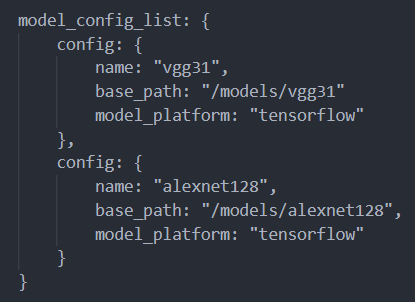 model_config_list: {
    config: {
        name: "vgg31",
        base_path: "/models/vgg31"
        model_platform: "tensorflow"
    },
    config: {
        name: "alexnet128",
        base_path: "/models/alexnet128",
        model_platform: "tensorflow"
    }
}